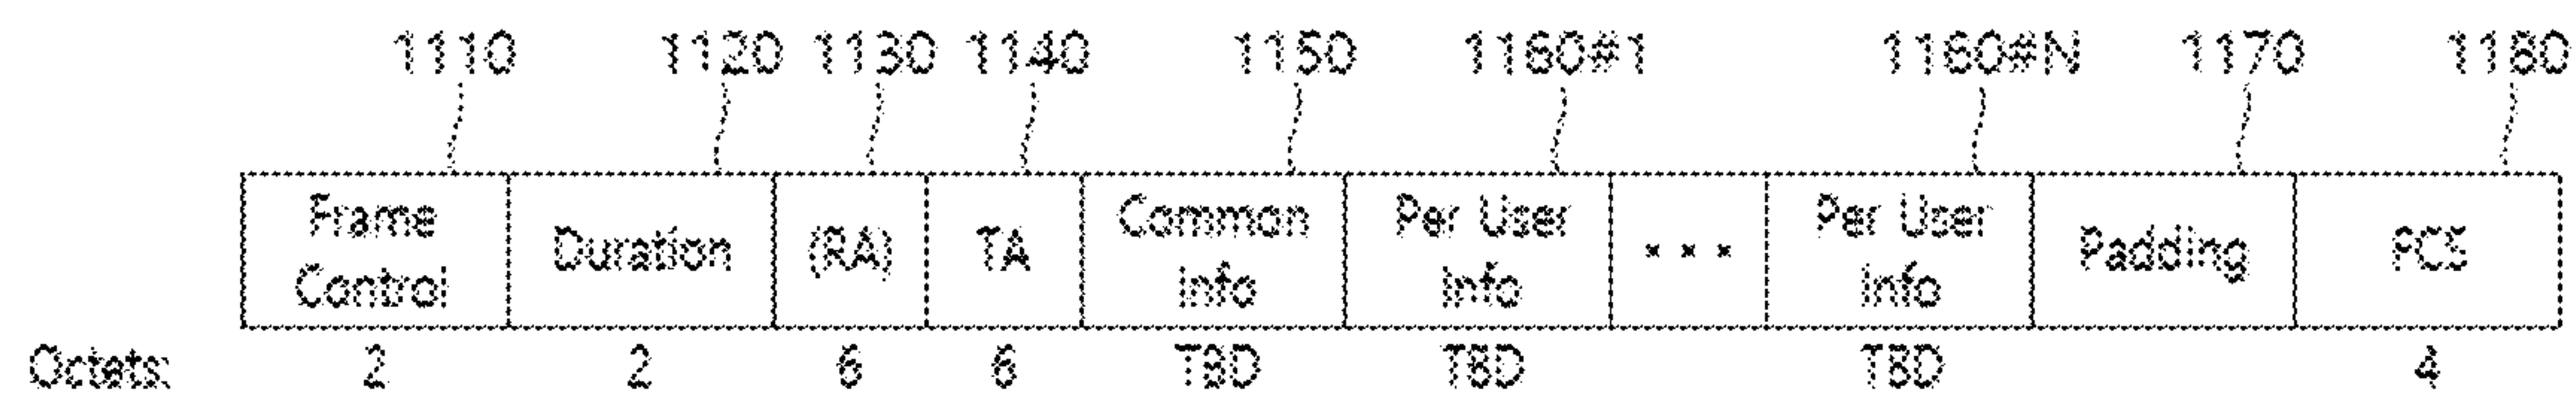 1110 1120 1130 1140 1150 1160#1 1160#N 1170 1180
Frame Control Duration (RA) TA Common Info Per User Info ... Per User Info Padding FCS
Octets: 2 2 6 6 TBD TBD TBD 4